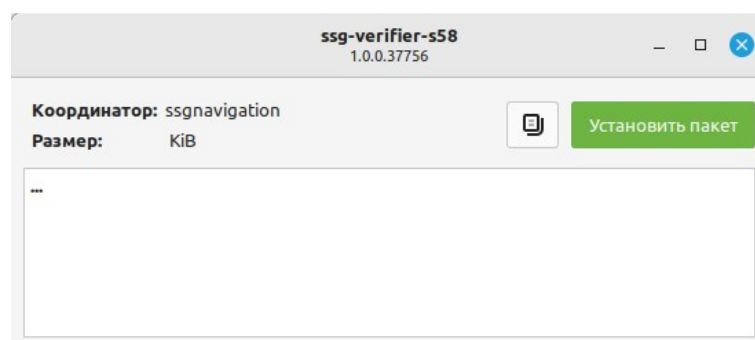 ssg-verifier-s58
1.0.0.37756
Координатор: ssgnavigation
Установить пакет
Размер: KiB
...